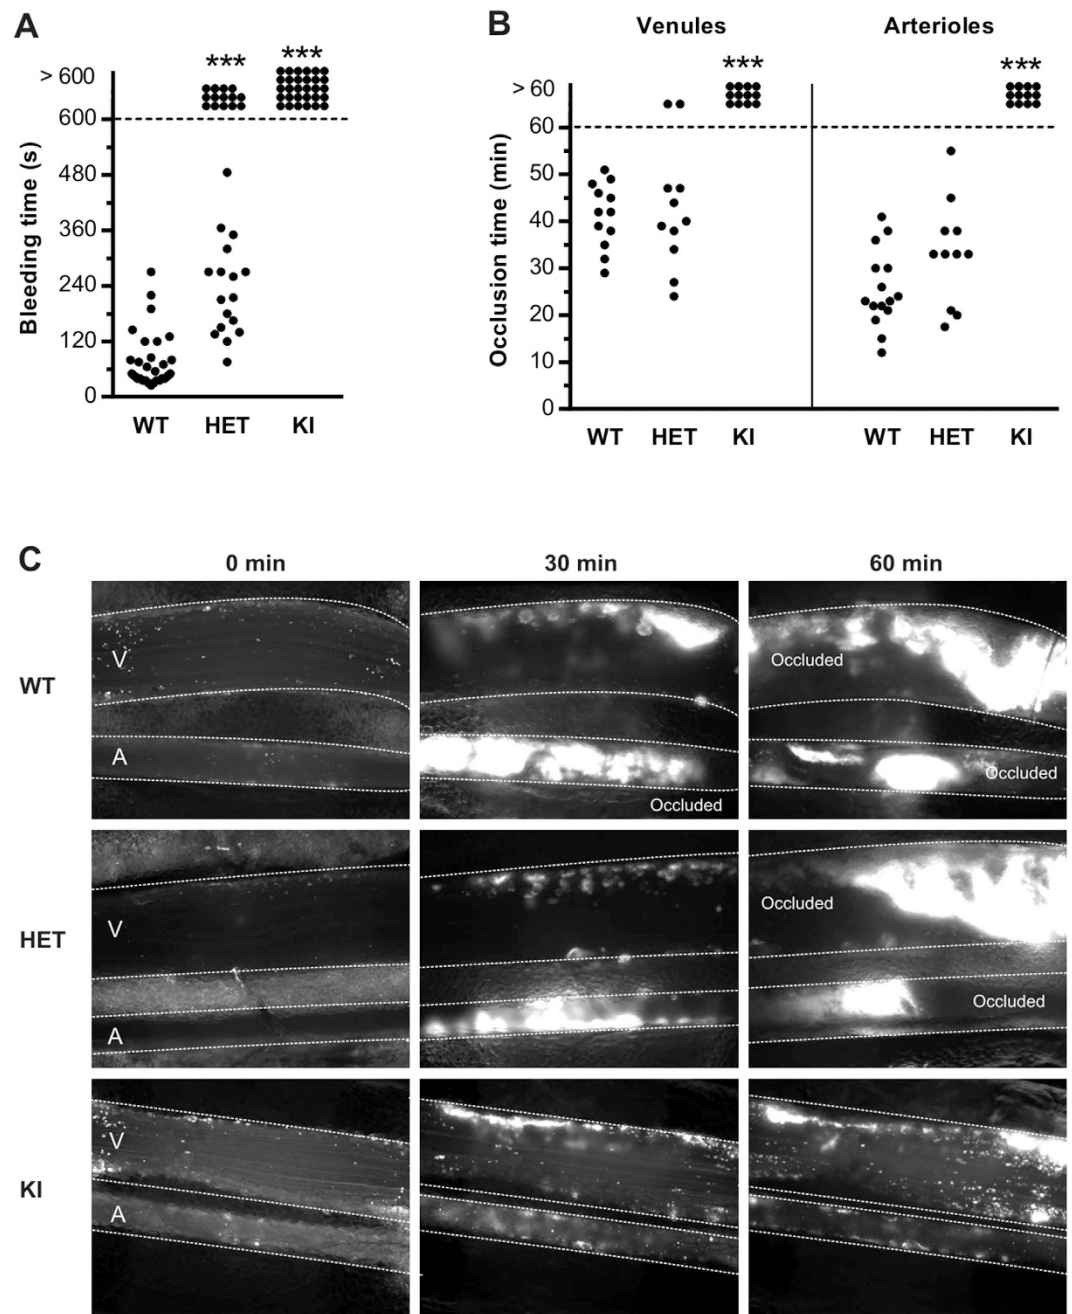 A
Bleeding time (s)
> 600
600
480
360
240
120
0
***
***
WT HET KI
B
Venules Arterioles
Occlusion time (min)
> 60
60
50
40
30
20
10
0
***
***
WT HET KI WT HET KI
C
0 min 30 min 60 min
WT
V
A
Occluded
Occluded
Occluded
HET
V
A
Occluded
Occluded
KI
V
A